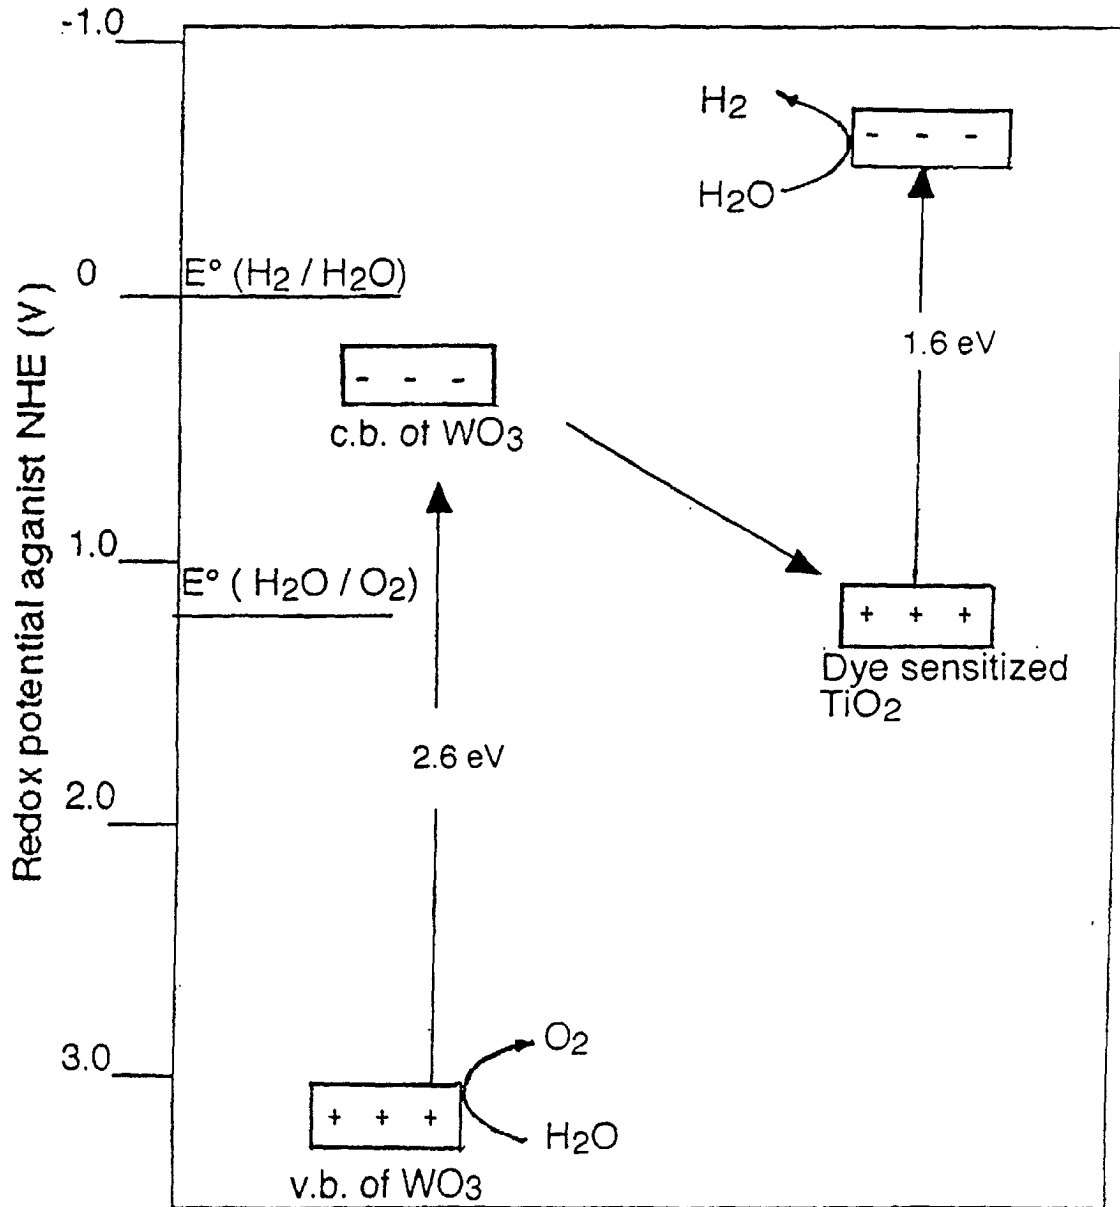 -1.0
H2
- - -
H2O
0
E° (H2 / H2O)
1.6 eV
- - -
c.b. of WO3
1.0
E° ( H2O / O2)
+ + +
Dye sensitized
TiO2
2.6 eV
2.0
3.0
O2
+ + +
H2O
v.b. of WO3
Redox potential aganist NHE (V)